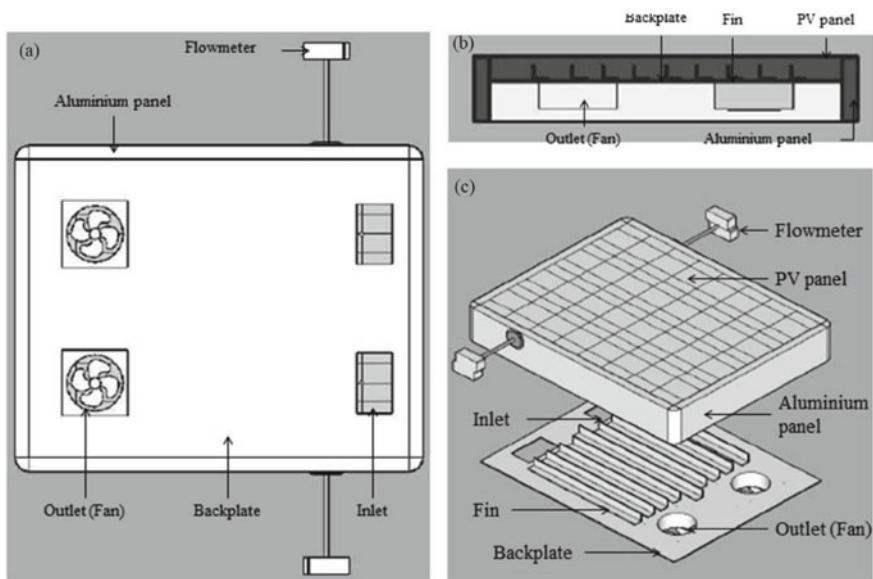 (a)
Flowmeter
Aluminium panel
Outlet (Fan)
Backplate
Inlet
(b)
Backplate
Fin
PV panel
Outlet (Fan)
Aluminium panel
(c)
Flowmeter
PV panel
Inlet
Aluminium
panel
Fin
Outlet (Fan)
Backplate